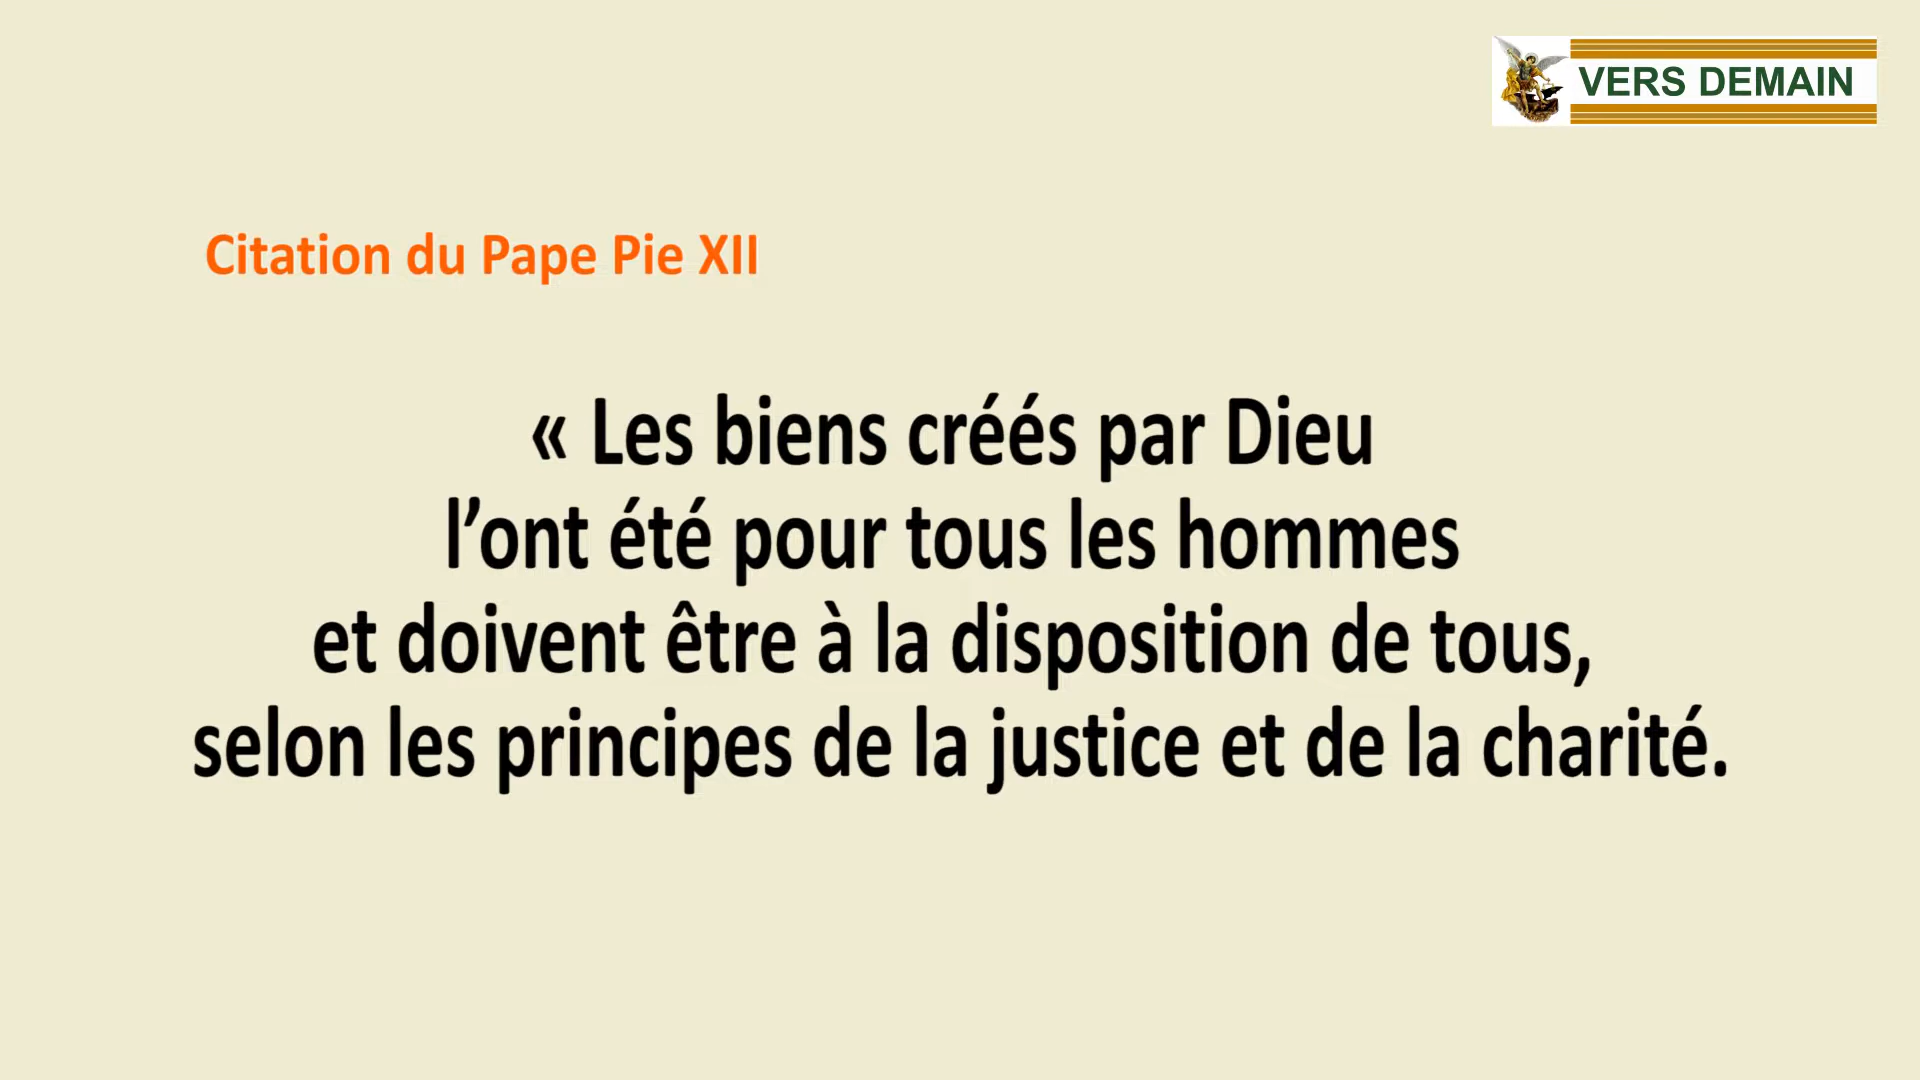 VERS DEMAIN
Citation du Pape Pie XII
« Les biens créés par Dieu
l’ont été pour tous les hommes
et doivent être à la disposition de tous,
selon les principes de la justice et de la charité.